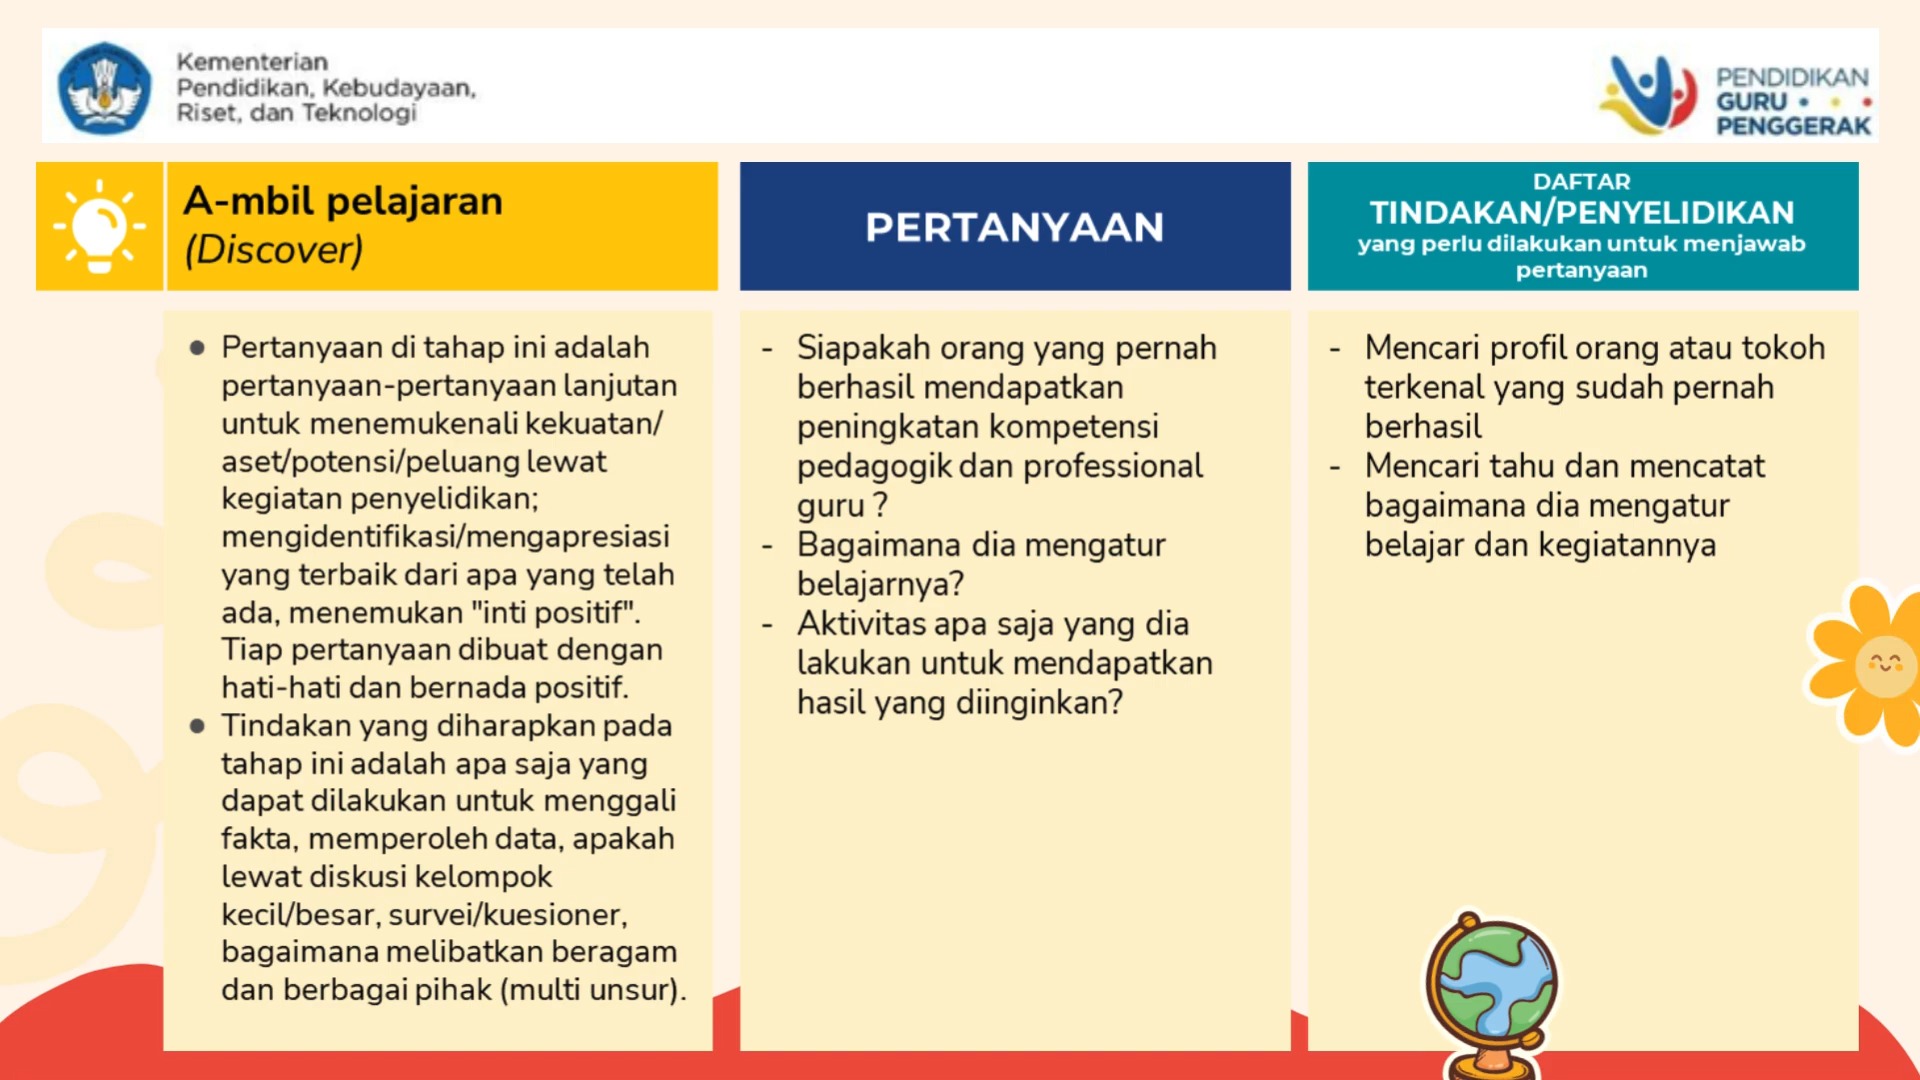 Kementerian
Pendidikan, Kebudayaan,
Riset, dan Teknologi
PENDIDIKAN
GURU
PENGGERAK
A-mbil pelajaran
(Discover)
PERTANYAAN
DAFTAR
TINDAKAN/PENYELIDIKAN
yang perlu dilakukan untuk menjawab
pertanyaan
● Pertanyaan di tahap ini adalah
pertanyaan-pertanyaan lanjutan
untuk menemukenali kekuatan/
aset/potensi/peluang lewat
kegiatan penyelidikan;
mengidentifikasi/mengapresiasi
yang terbaik dari apa yang telah
ada, menemukan "inti positif".
Tiap pertanyaan dibuat dengan
hati-hati dan bernada positif.
● Tindakan yang diharapkan pada
tahap ini adalah apa saja yang
dapat dilakukan untuk menggali
fakta, memperoleh data, apakah
lewat diskusi kelompok
kecil/besar, survei/kuesioner,
bagaimana melibatkan beragam
dan berbagai pihak (multi unsur).
- Siapakah orang yang pernah
berhasil mendapatkan
peningkatan kompetensi
pedagogik dan professional
guru ?
- Bagaimana dia mengatur
belajarnya?
- Aktivitas apa saja yang dia
lakukan untuk mendapatkan
hasil yang diinginkan?
- Mencari profil orang atau tokoh
terkenal yang sudah pernah
berhasil
- Mencari tahu dan mencatat
bagaimana dia mengatur
belajar dan kegiatannya